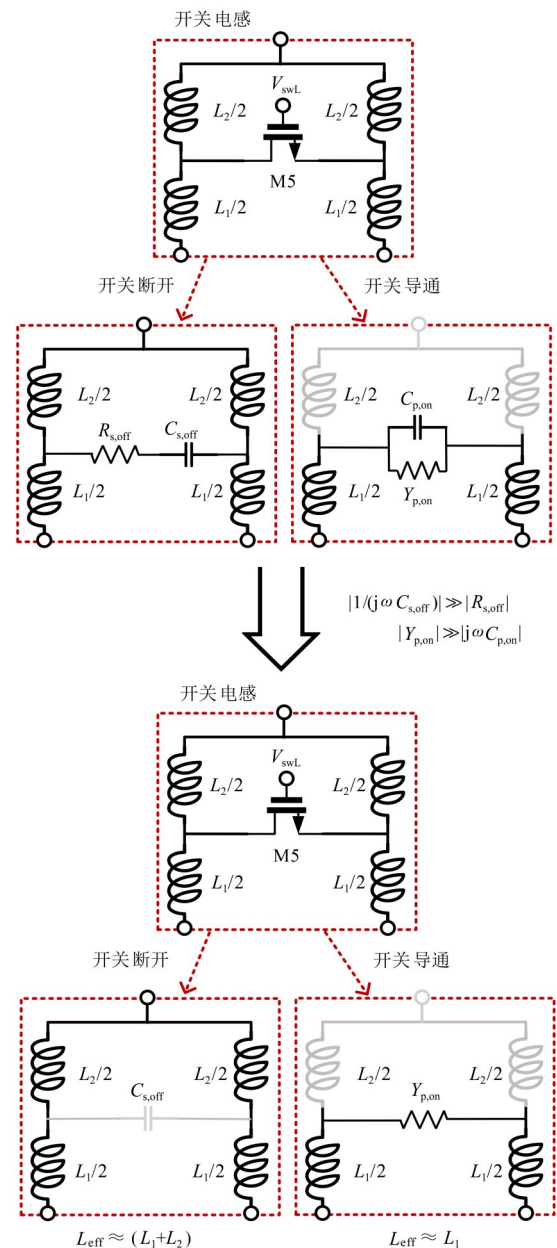 开关电感
V_swL
L_2/2 L_2/2
M5
L_1/2 L_1/2
开关断开 开关导通
L_2/2 L_2/2 L_2/2 C_p,on L_2/2
R_s,off C_s,off
L_1/2 L_1/2 L_1/2 Y_p,on L_1/2
|1/(jωC_s,off)|≫|R_s,off|
|Y_p,on|≫|jωC_p,on|
开关电感
V_swL
L_2/2 L_2/2
M5
L_1/2 L_1/2
开关断开 开关导通
L_2/2 C_s,off L_2/2 L_2/2 Y_p,on L_2/2
L_1/2 L_1/2 L_1/2 L_1/2
L_eff≈(L_1+L_2) L_eff≈L_1